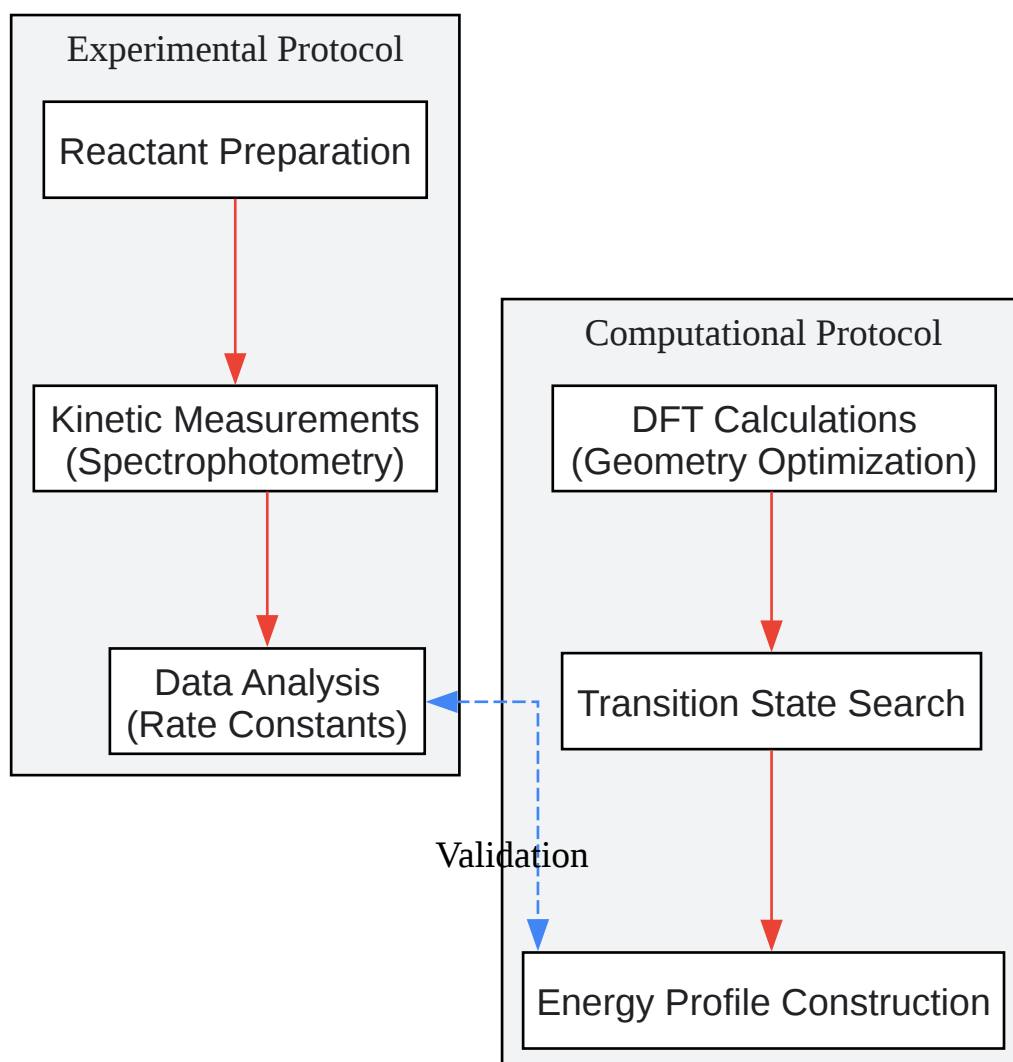 Experimental Protocol
Reactant Preparation
Kinetic Measurements
(Spectrophotometry)
Data Analysis
(Rate Constants)
Computational Protocol
DFT Calculations
(Geometry Optimization)
Transition State Search
Validation
Energy Profile Construction